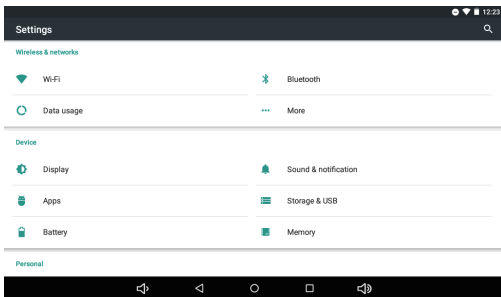 12:23
Settings
Wireless & networks
Wi-Fi
Bluetooth
Data usage
More
Device
Display
Sound & notification
Apps
Storage & USB
Battery
Memory
Personal